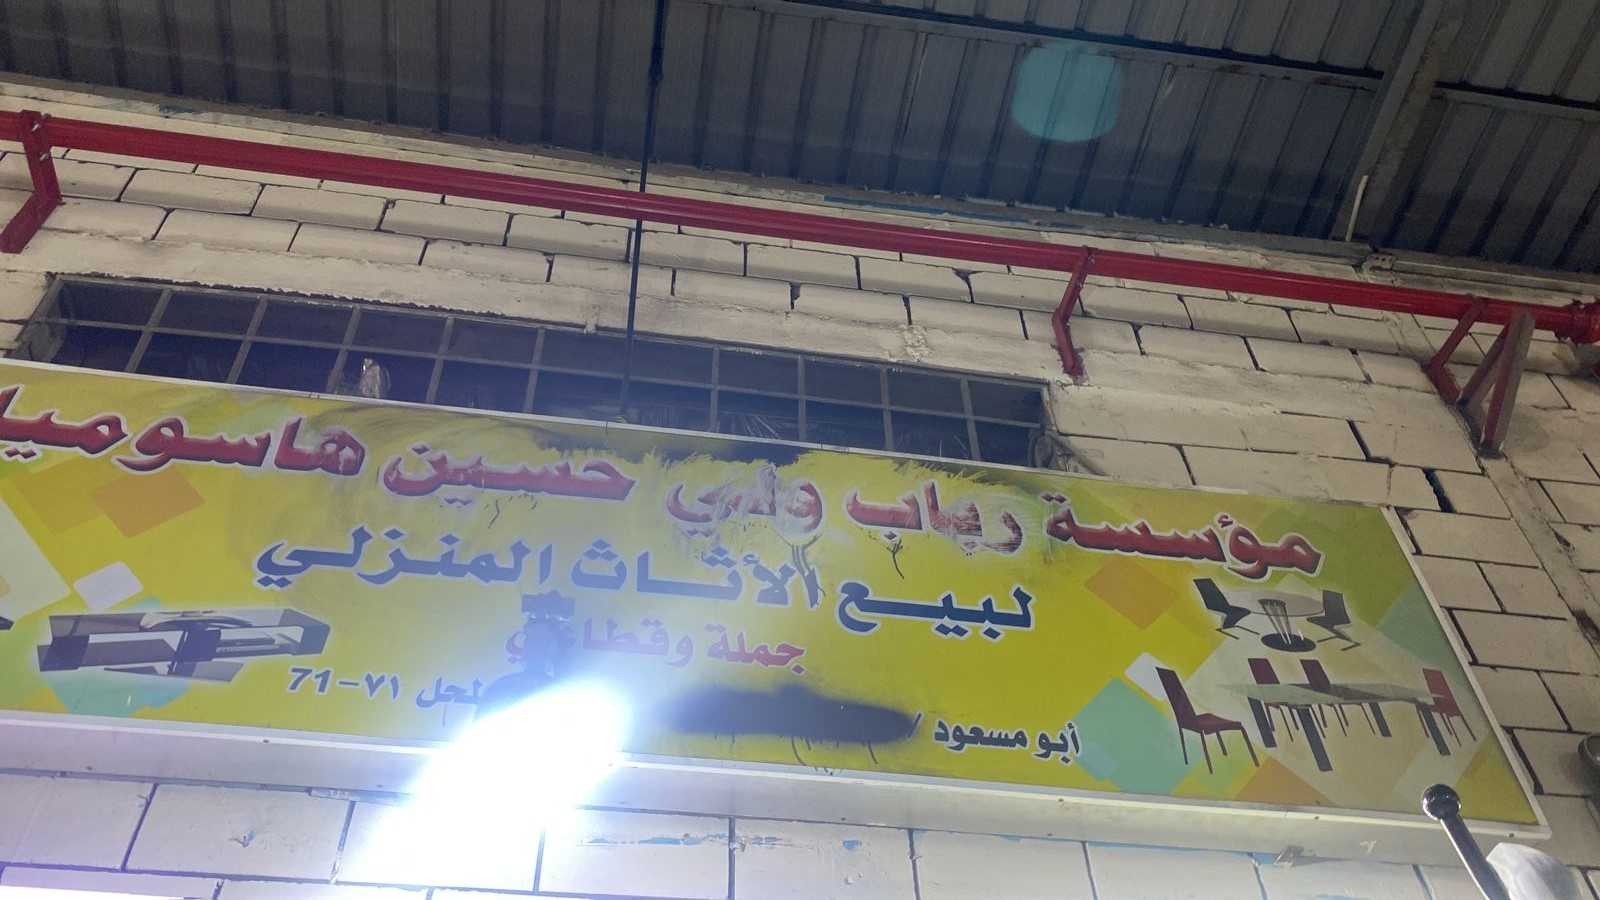 مؤسسة رباب ولي حسين هاسوميا
لبيع الأثاث المنزلي
جملة وقطاعي
أبو مسعود /
محل ٧١-71